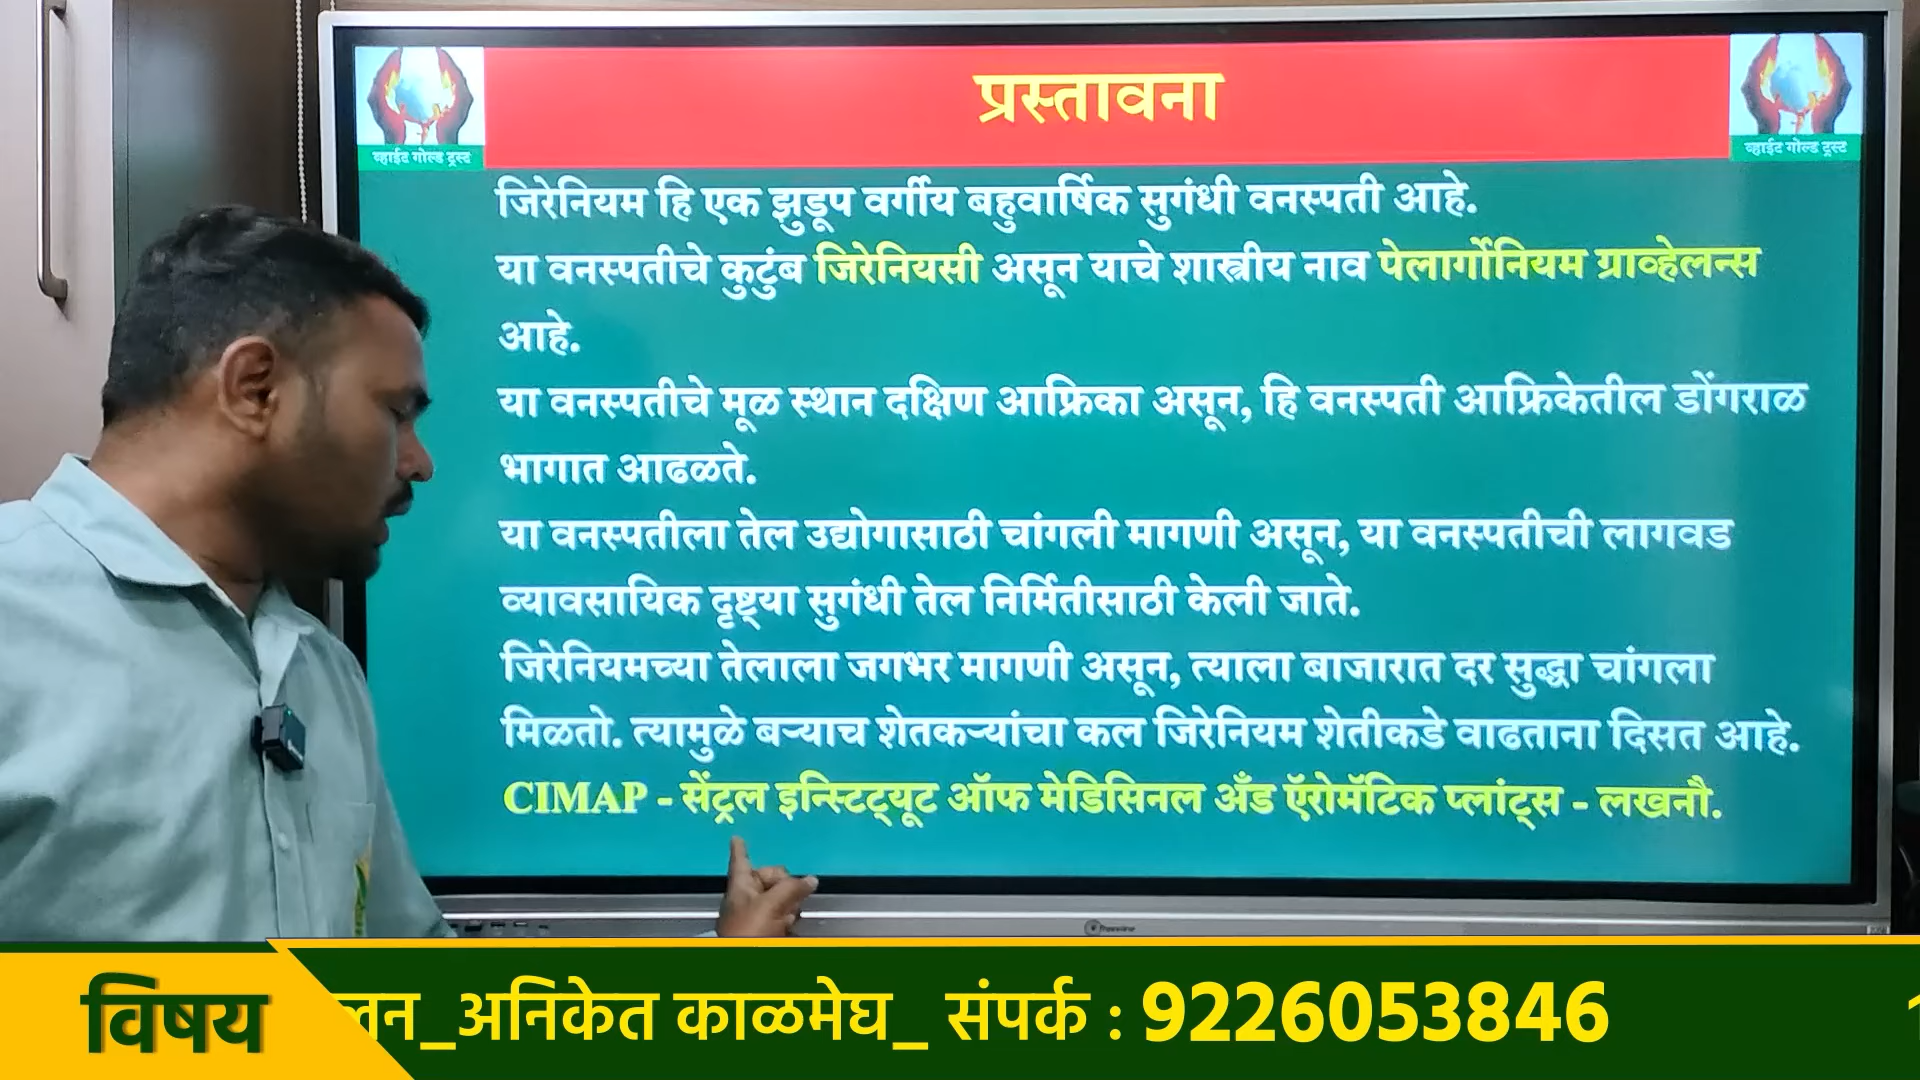 प्रस्तावना
व्हाईट गोल्ड ट्रस्ट
व्हाईट गोल्ड ट्रस्ट
जिरेनियम हि एक झुडूप वर्गीय बहुवार्षिक सुगंधी वनस्पती आहे.
या वनस्पतीचे कुटुंब जिरेनियसी असून याचे शास्त्रीय नाव पेलार्गोनियम ग्राव्हेलन्स
आहे.
या वनस्पतीचे मूळ स्थान दक्षिण आफ्रिका असून, हि वनस्पती आफ्रिकेतील डोंगराळ
भागात आढळते.
या वनस्पतीला तेल उद्योगासाठी चांगली मागणी असून, या वनस्पतीची लागवड
व्यावसायिक दृष्ट्या सुगंधी तेल निर्मितीसाठी केली जाते.
जिरेनियमच्या तेलाला जगभर मागणी असून, त्याला बाजारात दर सुद्धा चांगला
मिळतो. त्यामुळे बऱ्याच शेतकऱ्यांचा कल जिरेनियम शेतीकडे वाढताना दिसत आहे.
CIMAP - सेंट्रल इन्स्टिट्यूट ऑफ मेडिसिनल अँड ऍरोमॅटिक प्लांट्स - लखनौ.
विषय लन_अनिकेत काळमेघ_ संपर्क : 9226053846